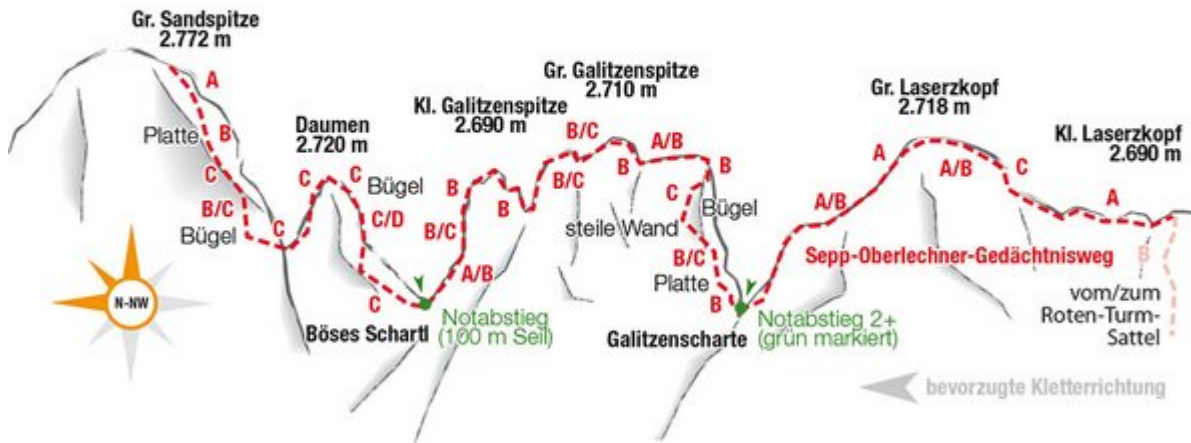 Gr. Sandspitze
2.772 m
A
B
Platte
C
B/C
Bügel
C
Daumen
2.720 m
C
C
Bügel
C/D
C
Böses Schartl
Notabstieg
(100 m Seil)
Kl. Galitzenspitze
2.690 m
A/B
B/C
B
B
Gr. Galitzenspitze
2.710 m
B/C
B/C
B
A/B
B
C
Bügel
steile Wand
B/C
Platte
B
Galitzenscharte
Notabstieg 2+
(grün markiert)
Gr. Laserzkopf
2.718 m
A
A/B
A/B
C
Kl. Laserzkopf
2.690 m
A
B
Sepp-Oberlechner-Gedächtnisweg
vom/zum
Roten-Turm-
Sattel
N-NW
bevorzugte Kletterrichtung